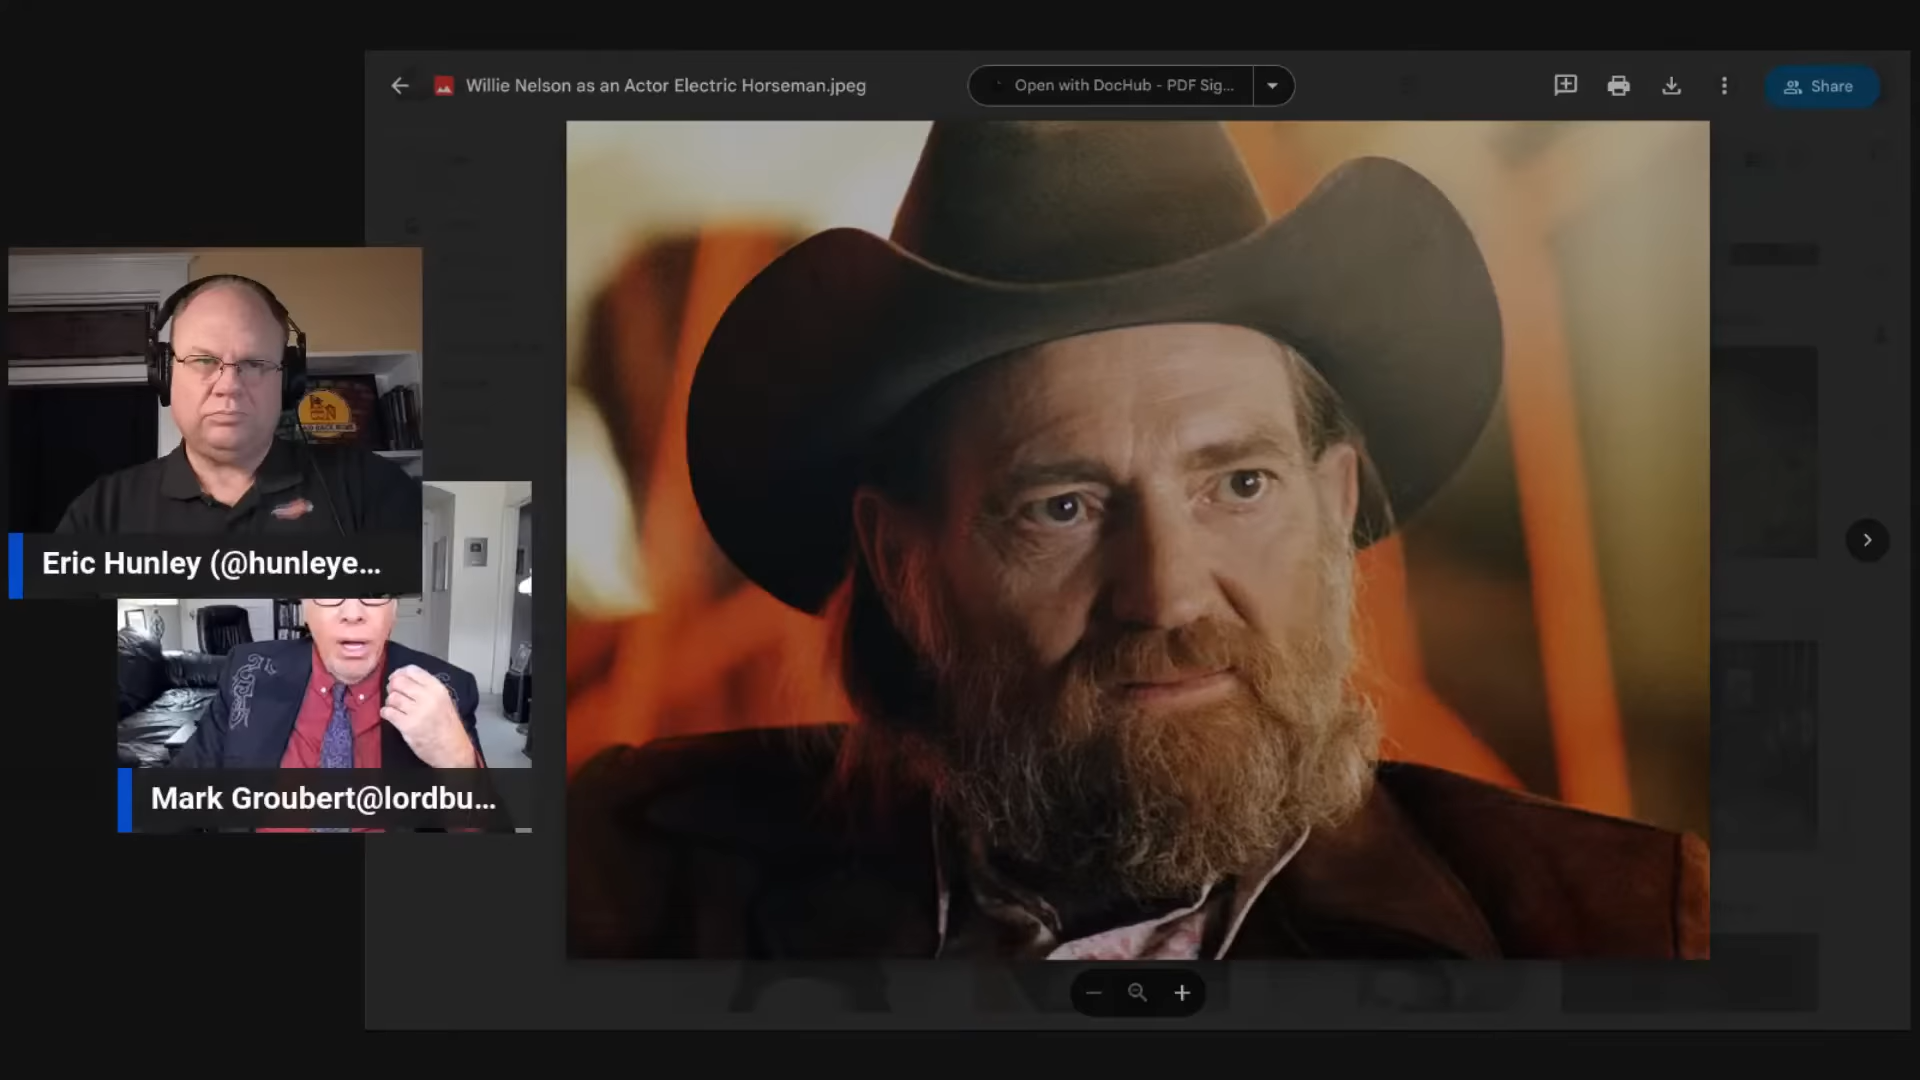 Willie Nelson as an Actor Electric Horseman.jpeg
Open with DocHub - PDF Sig...
Share
Eric Hunley (@hunleye...
Mark Groubert@lordbu...